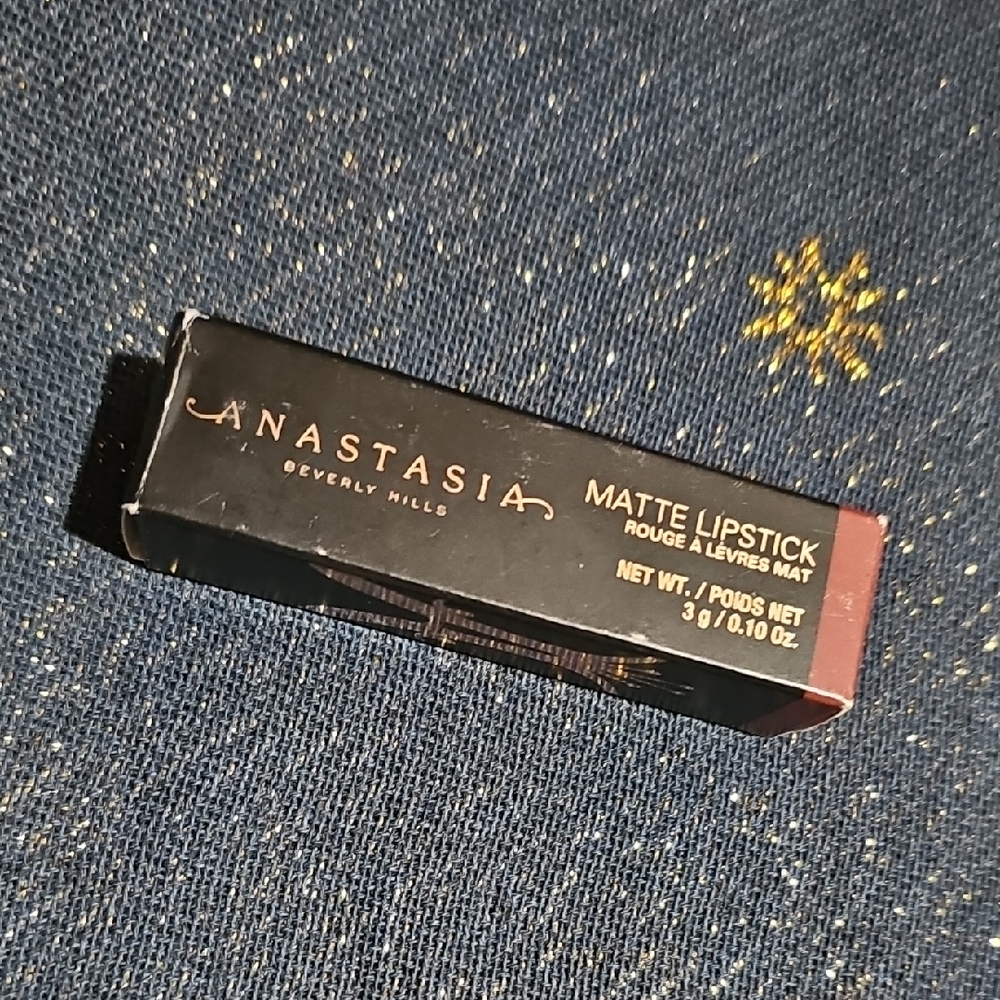 ANASTASIA
BEVERLY HILLS
MATTE LIPSTICK
ROUGE À LÈVRES MAT
NET WT. / POIDS NET
3 g / 0.10 Oz.